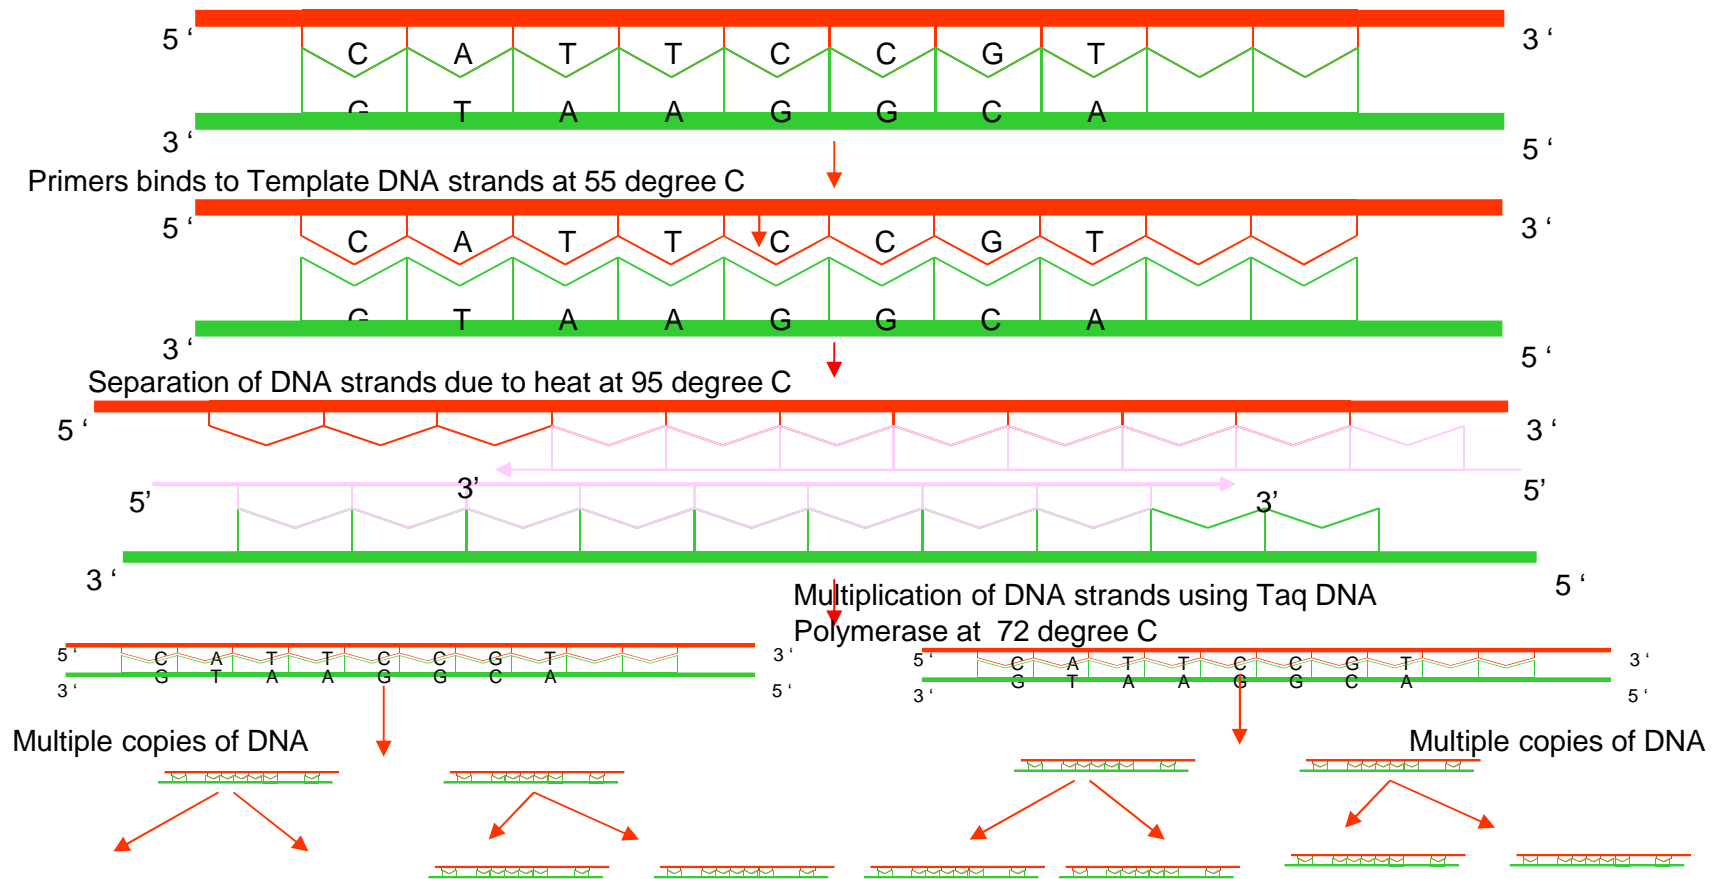 5 ‘ C A T T C C G T 3 ‘
3 ‘ G T A A G G C A 5 ‘
Primers binds to Template DNA strands at 55 degree C
5 ‘ C A T T C C G T 3 ‘
3 ‘ G T A A G G C A 5 ‘
Separation of DNA strands due to heat at 95 degree C
5 ‘ 3 ‘
5’ 3’ 3’ 5’
3 ‘ 5 ‘
Multiplication of DNA strands using Taq DNA
Polymerase at 72 degree C
5 ‘ C A T T C C G T 3 ‘
3 ‘ G T A A G G C A 5 ‘
5 ‘ C A T T C C G T 3 ‘
3 ‘ G T A A G G C A 5 ‘
Multiple copies of DNA
Multiple copies of DNA